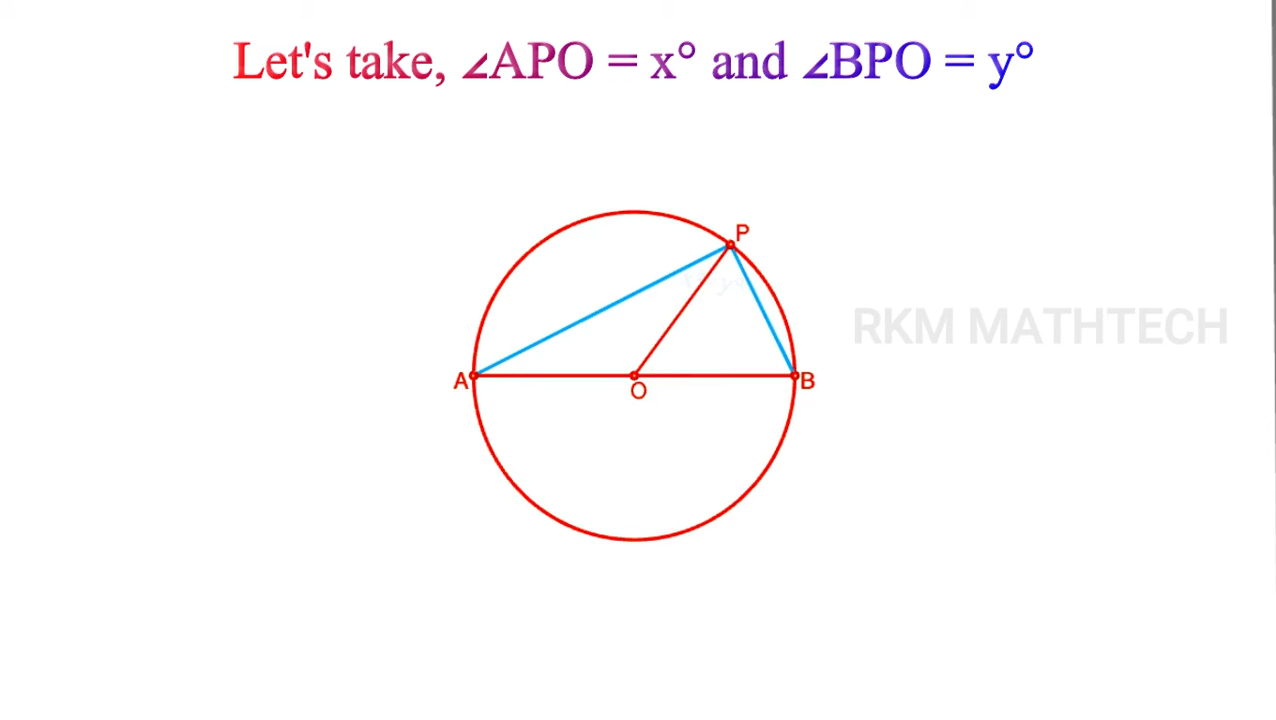 Let's take, ∠APO = x° and ∠BPO = y°
P
RKM MATHTECH
A
O
B